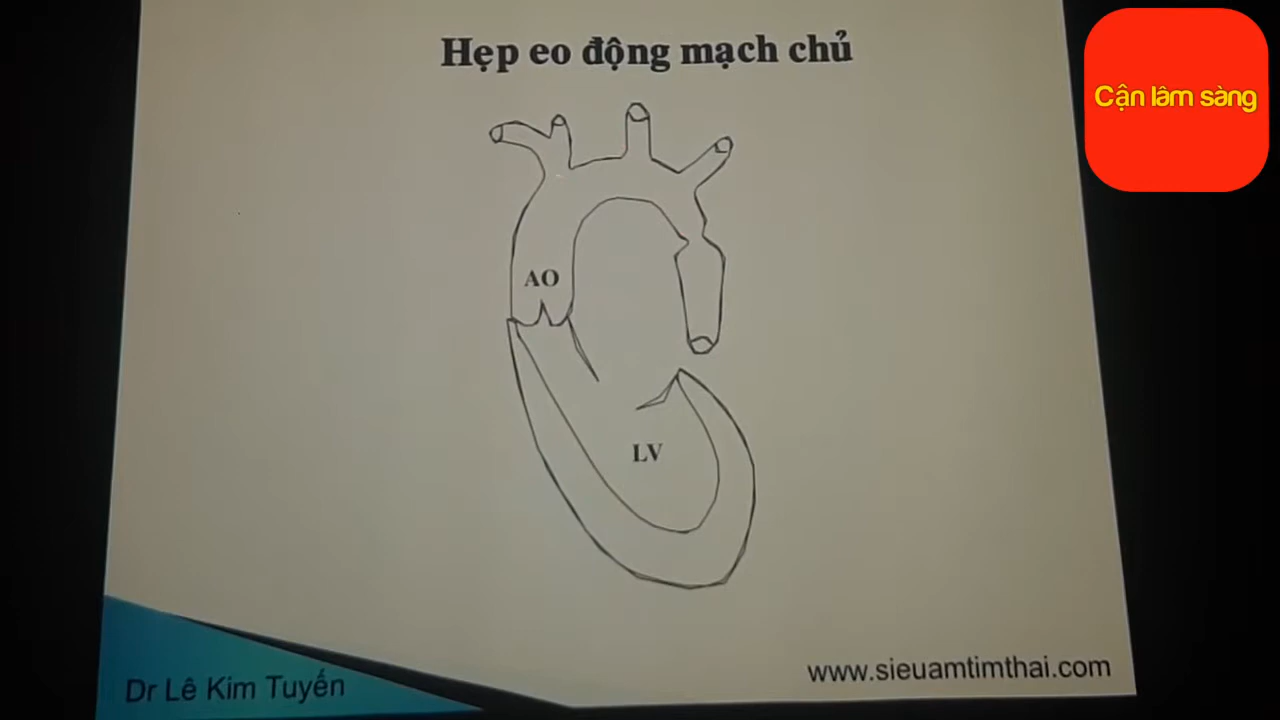 Hẹp eo động mạch chủ
Cận lâm sàng
AO
LV
Dr Lê Kim Tuyến
www.sieuamtimthai.com